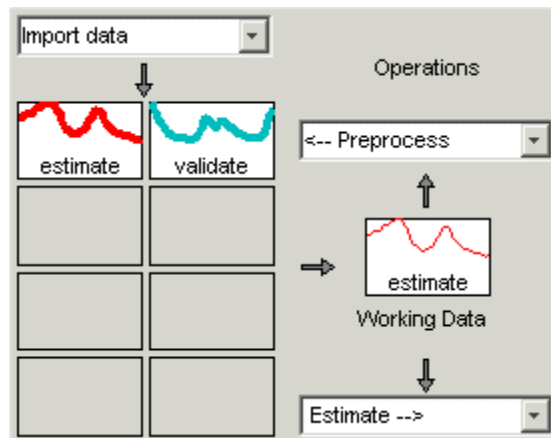 Import data
Operations
<-- Preprocess
estimate
validate
estimate
Working Data
Estimate -->